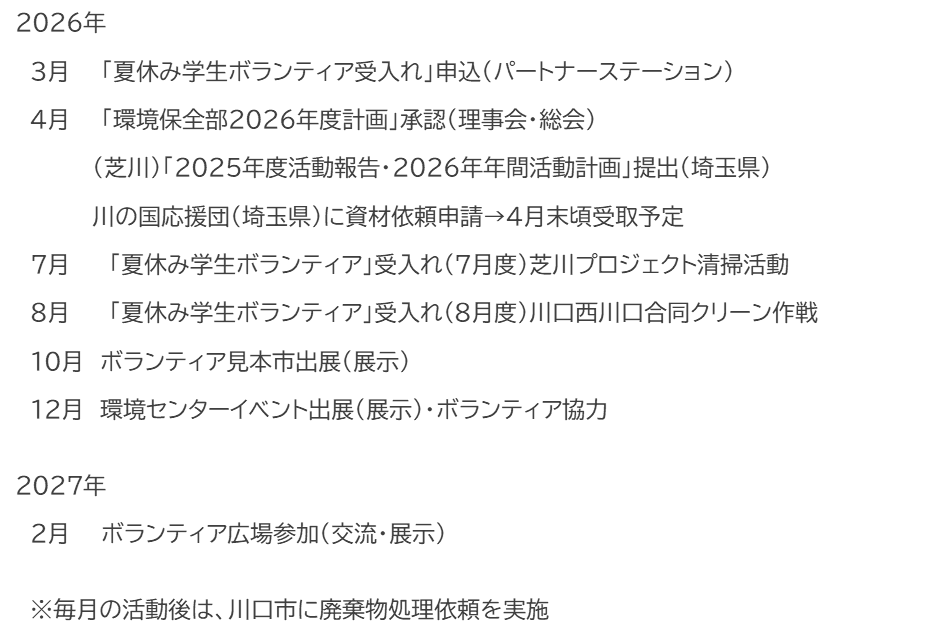 2026年
3月 「夏休み学生ボランティア受入れ」申込(パートナーステーション)
4月 「環境保全部2026年度計画」承認(理事会・総会)
(芝川)「2025年度活動報告・2026年年間活動計画」提出(埼玉県)
川の国応援団(埼玉県)に資材依頼申請→4月末頃受取予定
7月 「夏休み学生ボランティア」受入れ(7月度)芝川プロジェクト清掃活動
8月 「夏休み学生ボランティア」受入れ(8月度)川口西川口合同クリーン作戦
10月 ボランティア見本市出展(展示)
12月 環境センターイベント出展(展示)・ボランティア協力
2027年
2月 ボランティア広場参加(交流・展示)
※毎月の活動後は、川口市に廃棄物処理依頼を実施